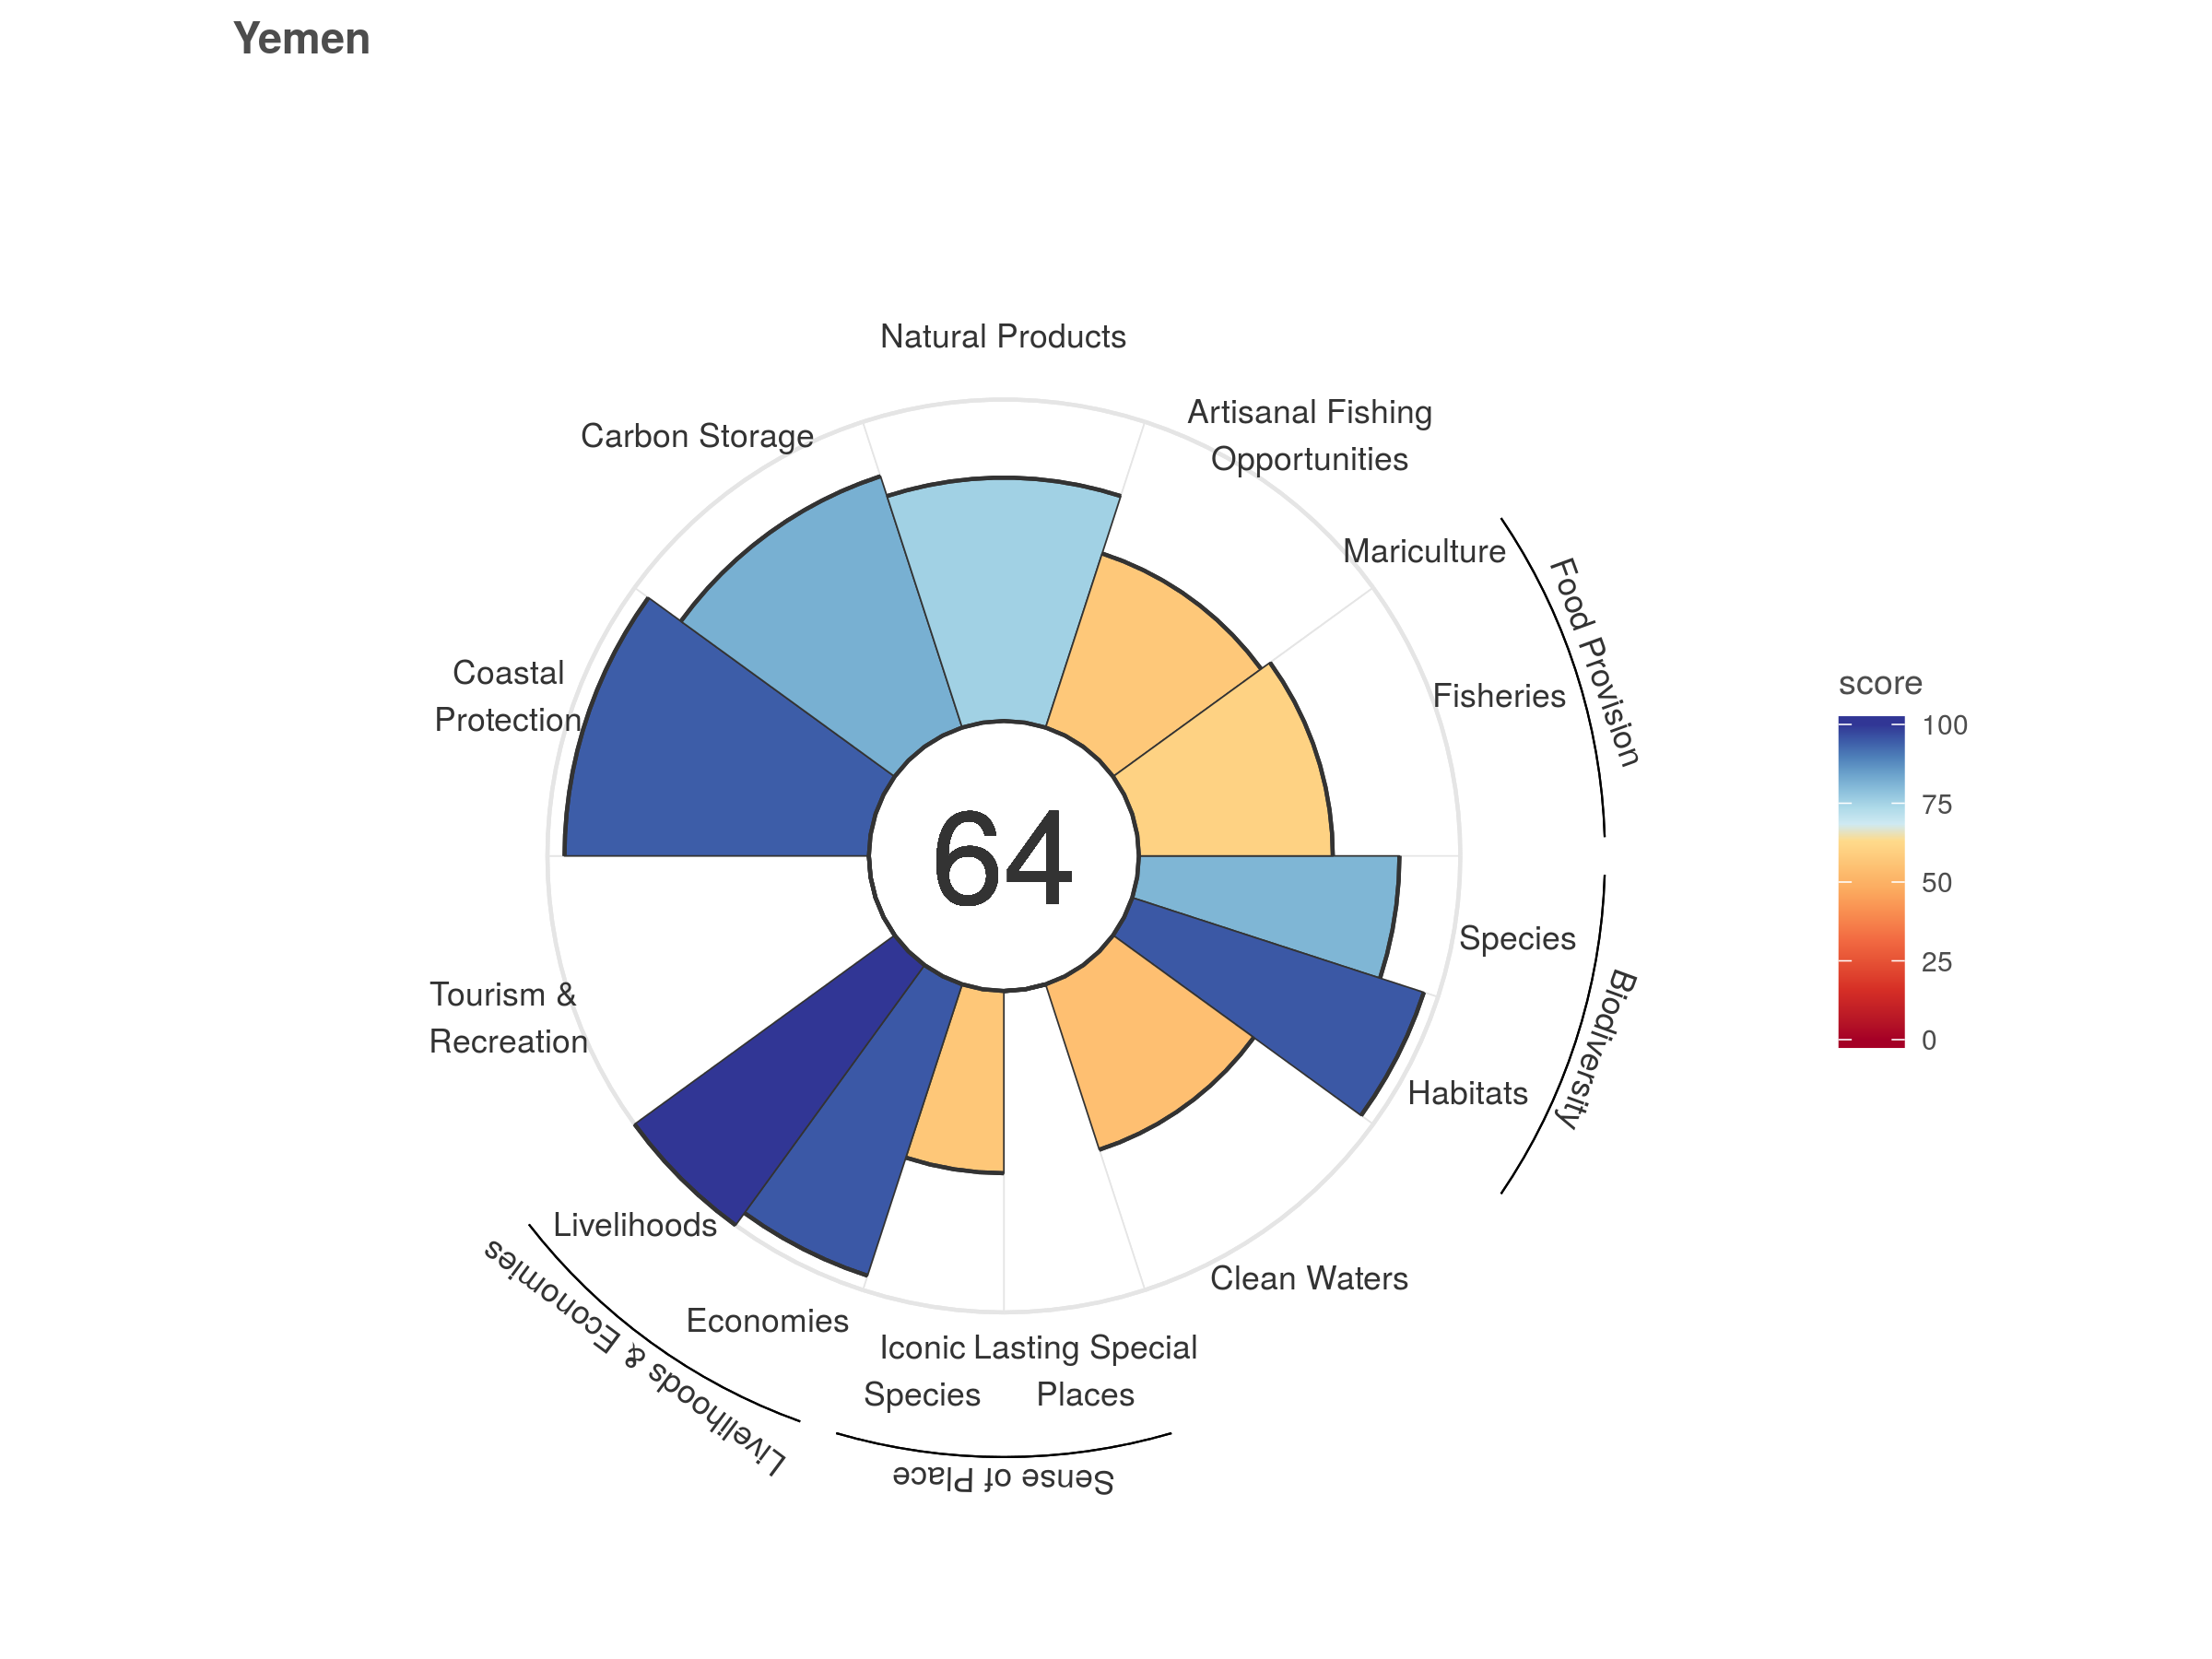 Yemen
Natural Products
Artisanal Fishing
Opportunities
Carbon Storage
Mariculture
Food Provision
Fisheries
Coastal
Protection
64
Species
Biodiversity
Habitats
Tourism &
Recreation
Livelihoods
Livelihoods & Economies
Economies
Clean Waters
Iconic
Species
Lasting Special
Places
Sense of Place
score
100
75
50
25
0